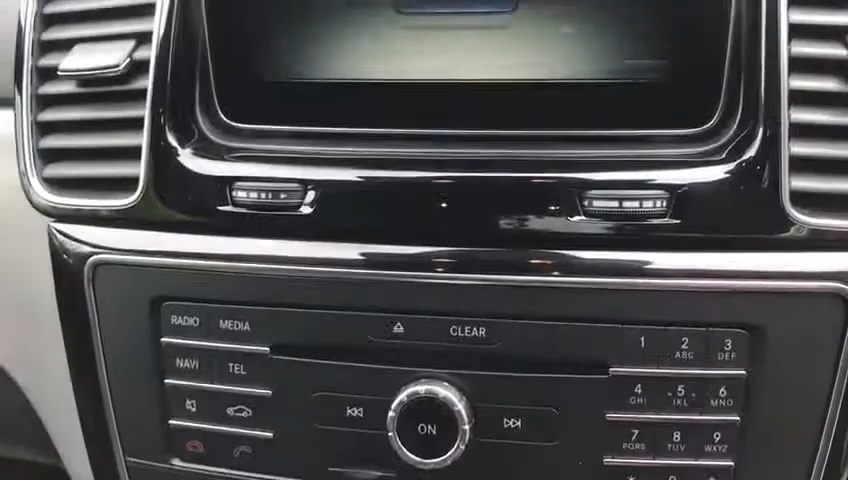 RADIO MEDIA CLEAR 1 2 ABC 3 DEF
NAVI TEL 4 GHI 5 JKL 6 MNO
ON
7 PQRS 8 TUV 9 WXYZ